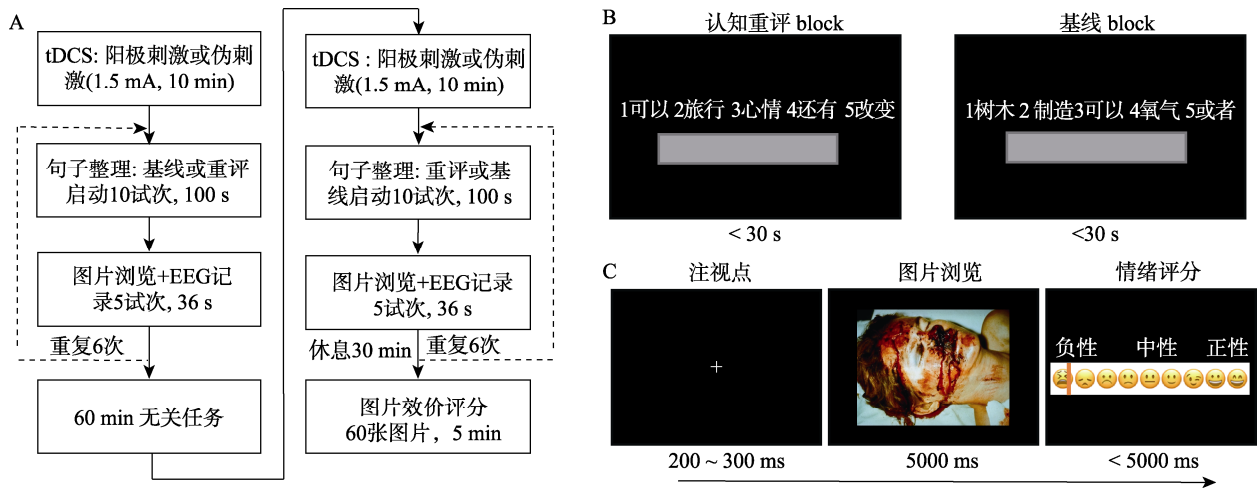 A
tDCS: 阳极刺激或伪刺
激(1.5 mA, 10 min)
句子整理: 基线或重评
启动10试次, 100 s
图片浏览+EEG记
录5试次, 36 s
重复6次
60 min 无关任务
tDCS : 阳极刺激或伪刺
激(1.5 mA, 10 min)
句子整理: 重评或基
线启动10试次, 100 s
图片浏览+EEG记录
5试次, 36 s
休息30 min
重复6次
图片效价评分
60张图片，5 min
B
认知重评 block
1可以 2旅行 3心情 4还有 5改变
< 30 s
基线 block
1树木 2 制造3可以 4氧气 5或者
<30 s
C
注视点
+
200 ~ 300 ms
图片浏览
5000 ms
情绪评分
负性 中性 正性
< 5000 ms